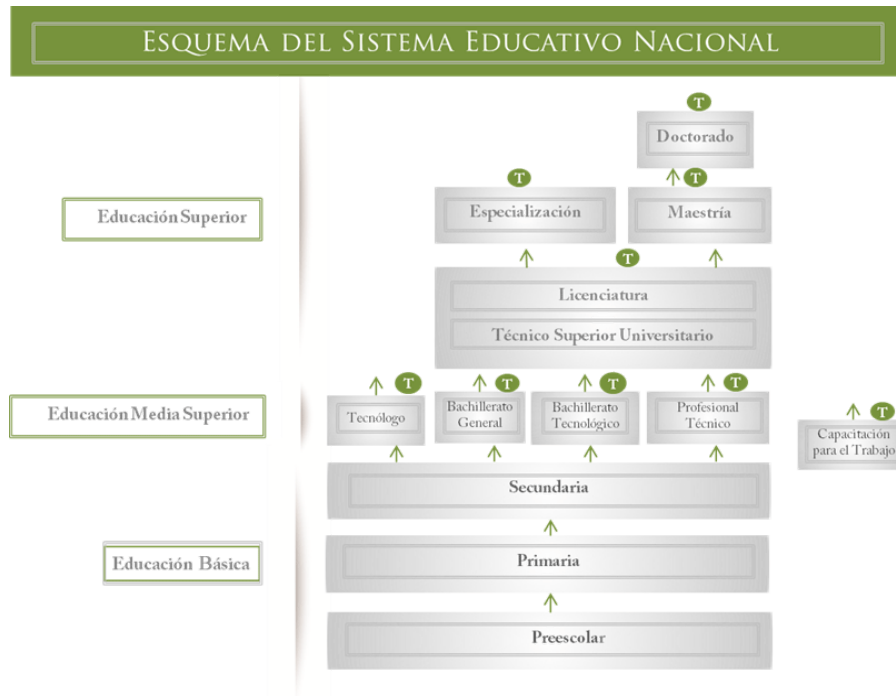 ESQUEMA DEL SISTEMA EDUCATIVO NACIONAL
T
Doctorado
T
T
Educación Superior
Especialización
Maestría
T
Licenciatura
Técnico Superior Universitario
T
T
T
T
Educación Media Superior
Tecnólogo
Bachillerato
General
Bachillerato
Tecnológico
Profesional
Técnico
T
Capacitación
para el Trabajo
Secundaria
Educación Básica
Primaria
Preescolar